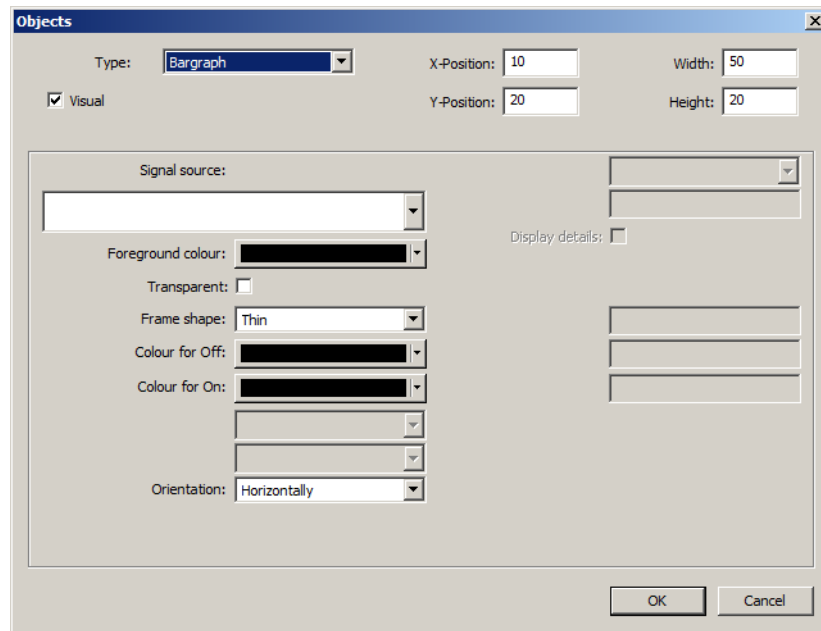 Objects
Type: Bargraph X-Position: 10 Width: 50
Visual Y-Position: 20 Height: 20
Signal source:
Display details:
Foreground colour:
Transparent:
Frame shape: Thin
Colour for Off:
Colour for On:
Orientation: Horizontally
OK Cancel